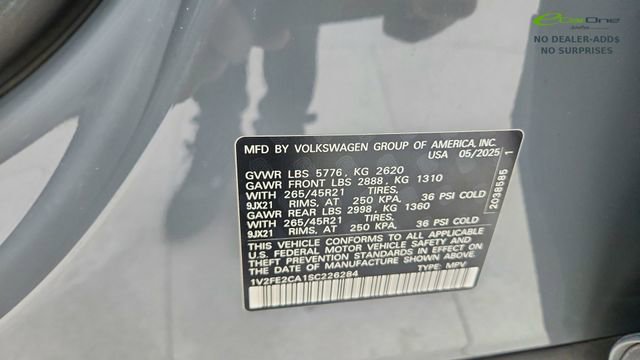 eCarOne
NO DEALER-ADDS
NO SURPRISES
MFD BY VOLKSWAGEN GROUP OF AMERICA, INC.
USA 05/2025
GVWR LBS 5776, KG 2620
GAWR FRONT LBS 2888, KG 1310
WITH 265/45R21 TIRES,
9JX21 RIMS, AT 250 KPA, 36 PSI COLD
GAWR REAR LBS 2998, KG 1360
WITH 265/45R21 TIRES,
9JX21 RIMS, AT 250 KPA, 36 PSI COLD
THIS VEHICLE CONFORMS TO ALL APPLICABLE
U.S. FEDERAL MOTOR VEHICLE SAFETY AND
THEFT PREVENTION STANDARDS IN EFFECT ON
THE DATE OF MANUFACTURE SHOWN ABOVE.
1V2FE2CA1SC226284 TYPE: MPV
2038585 1